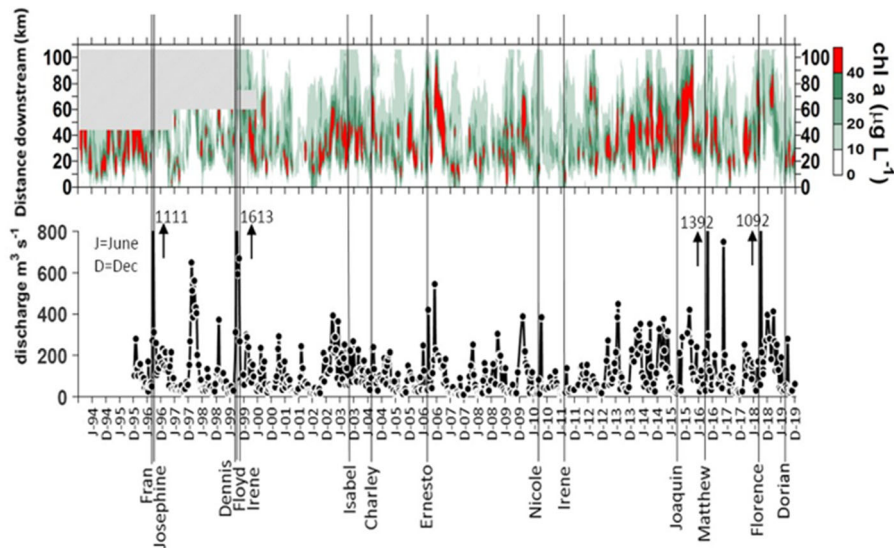 Distance downstream (km)
100
80
60
40
20
0
100
80
60
40
20
0
chl a (µg L⁻¹)
40
30
20
10
0
discharge m³ s⁻¹
800
600
400
200
0
J=June
D=Dec
1111
1613
1392
1092
J-94
D-94
J-95
D-95
J-96
D-96
J-97
D-97
J-98
D-98
J-99
D-99
J-00
D-00
J-01
D-01
J-02
D-02
J-03
D-03
J-04
D-04
J-05
D-05
J-06
D-06
J-07
D-07
J-08
D-08
J-09
D-09
J-10
D-10
J-11
D-11
J-12
D-12
J-13
D-13
J-14
D-14
J-15
D-15
J-16
D-16
J-17
D-17
J-18
D-18
J-19
D-19
Fran
Josephine
Dennis
Floyd
Irene
Isabel
Charley
Ernesto
Nicole
Irene
Joaquin
Matthew
Florence
Dorian